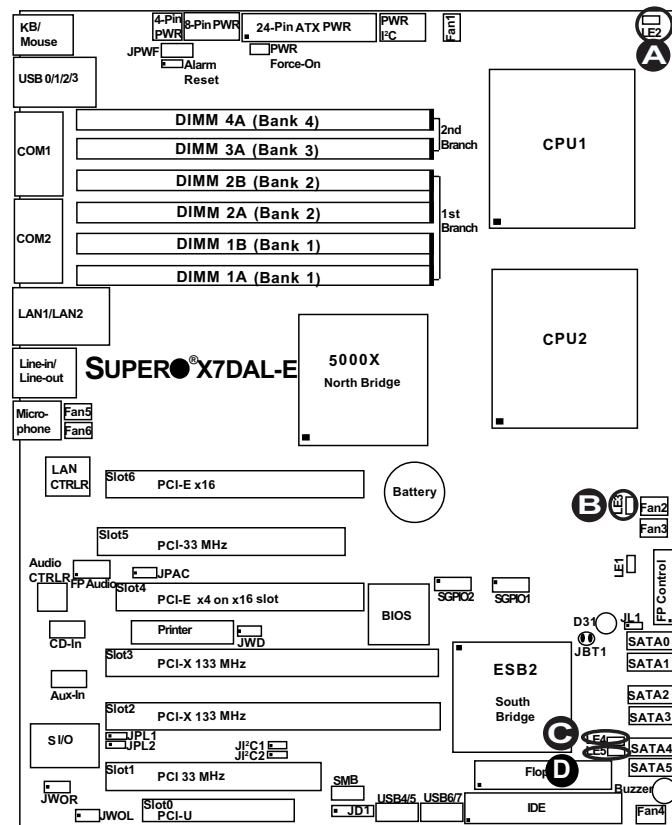 KB/
Mouse
4-Pin
PWR
8-Pin PWR
24-Pin ATX PWR
PWR
I²C
Fan1
LE2
A
JPWF
Alarm
Reset
PWR
Force-On
USB 0/1/2/3
COM1
COM2
DIMM 4A (Bank 4)
DIMM 3A (Bank 3)
DIMM 2B (Bank 2)
DIMM 2A (Bank 2)
DIMM 1B (Bank 1)
DIMM 1A (Bank 1)
2nd
Branch
1st
Branch
CPU1
CPU2
LAN1/LAN2
Line-in/
Line-out
SUPER®X7DAL-E
5000X
North Bridge
Micro-
phone
Fan5
Fan6
LAN
CTRLR
Slot6
PCI-E x16
Battery
B
LE3
Fan2
Fan3
Slot5
PCI-33 MHz
Audio
CTRLR
FP Audio
JPAC
Slot4
PCI-E x4 on x16 slot
BIOS
SGPIO2
SGPIO1
LE1
FP Control
CD-In
Printer
JWD
D31
JBT1
JL1
SATA0
SATA1
SATA2
SATA3
SATA4
SATA5
Slot3
PCI-X 133 MHz
Aux-In
ESB2
South
Bridge
Slot2
PCI-X 133 MHz
S I/O
JPL1
JPL2
JI²C1
JI²C2
C
LE4
LE5
D
Slot1
PCI 33 MHz
Flop
Buzzer
JWOR
JWOL
Slot0
PCI-U
SMB
JD1
USB4/5
USB6/7
IDE
Fan4